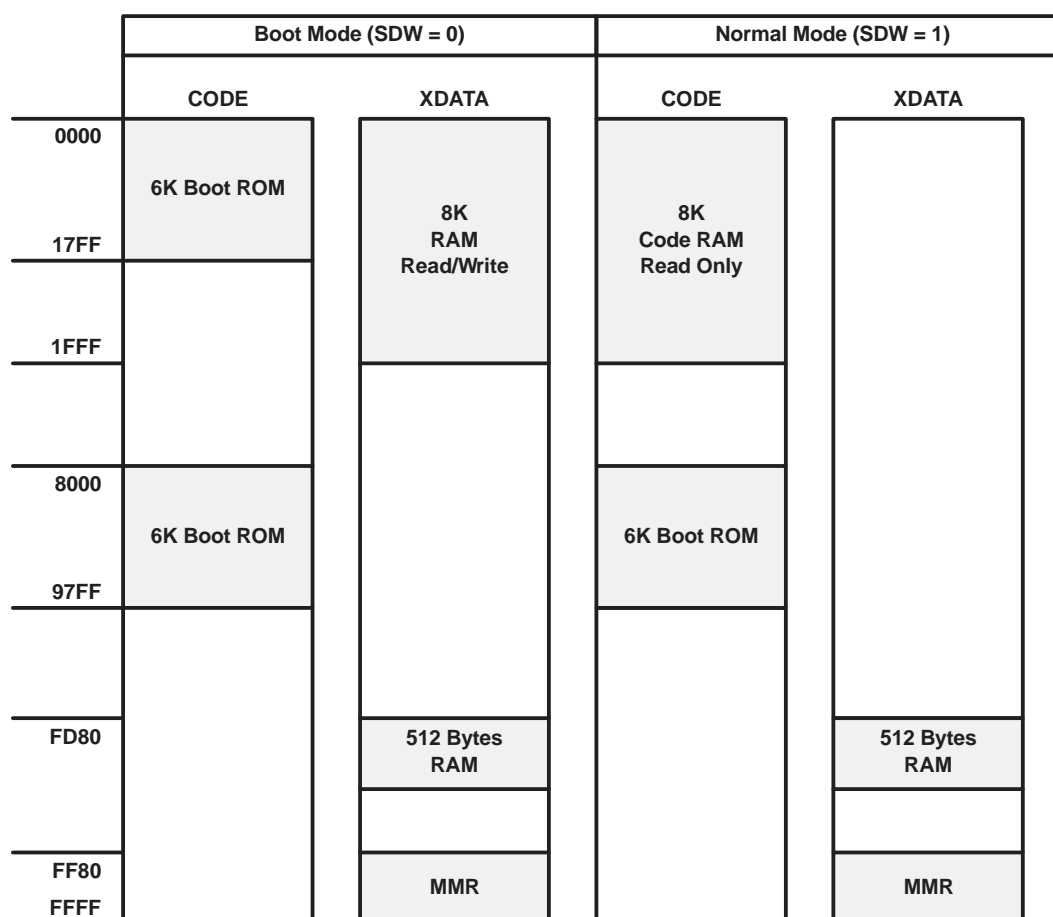 Boot Mode (SDW = 0)
Normal Mode (SDW = 1)
CODE
XDATA
CODE
XDATA
0000
6K Boot ROM
17FF
8K
RAM
Read/Write
8K
Code RAM
Read Only
1FFF
8000
6K Boot ROM
6K Boot ROM
97FF
FD80
512 Bytes
RAM
512 Bytes
RAM
FF80
MMR
MMR
FFFF